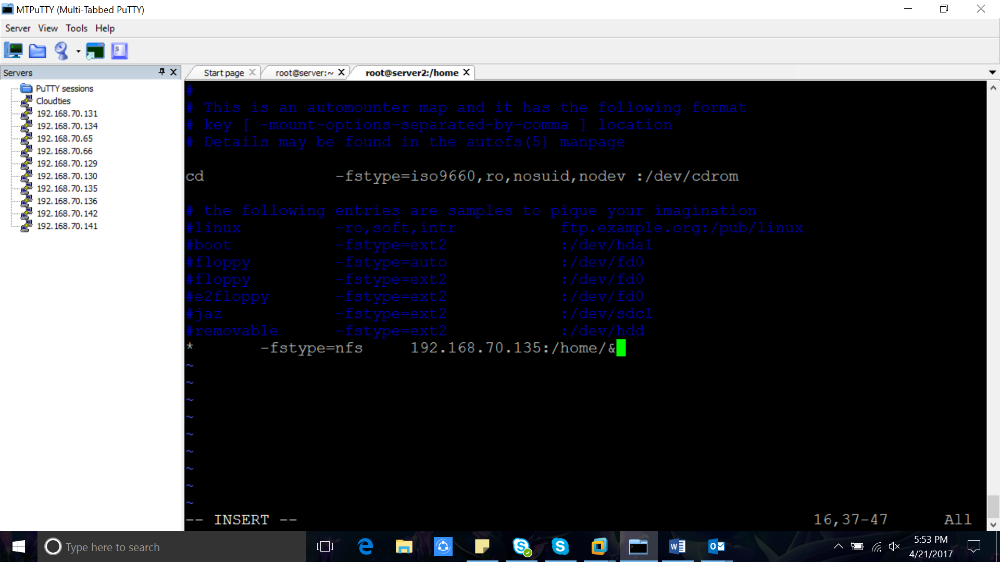 MTPuTTY (Multi-Tabbed PuTTY)
Server View Tools Help
Servers
Start page
root@server:~
root@server2:/home
PuTTY sessions
Cloudties
192.168.70.131
192.168.70.134
192.168.70.65
192.168.70.66
192.168.70.129
192.168.70.130
192.168.70.135
192.168.70.136
192.168.70.142
192.168.70.141
#
# This is an automounter map and it has the following format
# key [ -mount-options-separated-by-comma ] location
# Details may be found in the autofs(5) manpage
cd -fstype=iso9660,ro,nosuid,nodev :/dev/cdrom
# the following entries are samples to pique your imagination
#linux -ro,soft,intr ftp.example.org:/pub/linux
#boot -fstype=ext2 :/dev/hda1
#floppy -fstype=auto :/dev/fd0
#floppy -fstype=ext2 :/dev/fd0
#e2floppy -fstype=ext2 :/dev/fd0
#jaz -fstype=ext2 :/dev/sdc1
#removable -fstype=ext2 :/dev/hdd
* -fstype=nfs 192.168.70.135:/home/&
~
~
~
~
~
~
~
~
~
-- INSERT -- 16,37-47 All
Type here to search
5:53 PM
4/21/2017